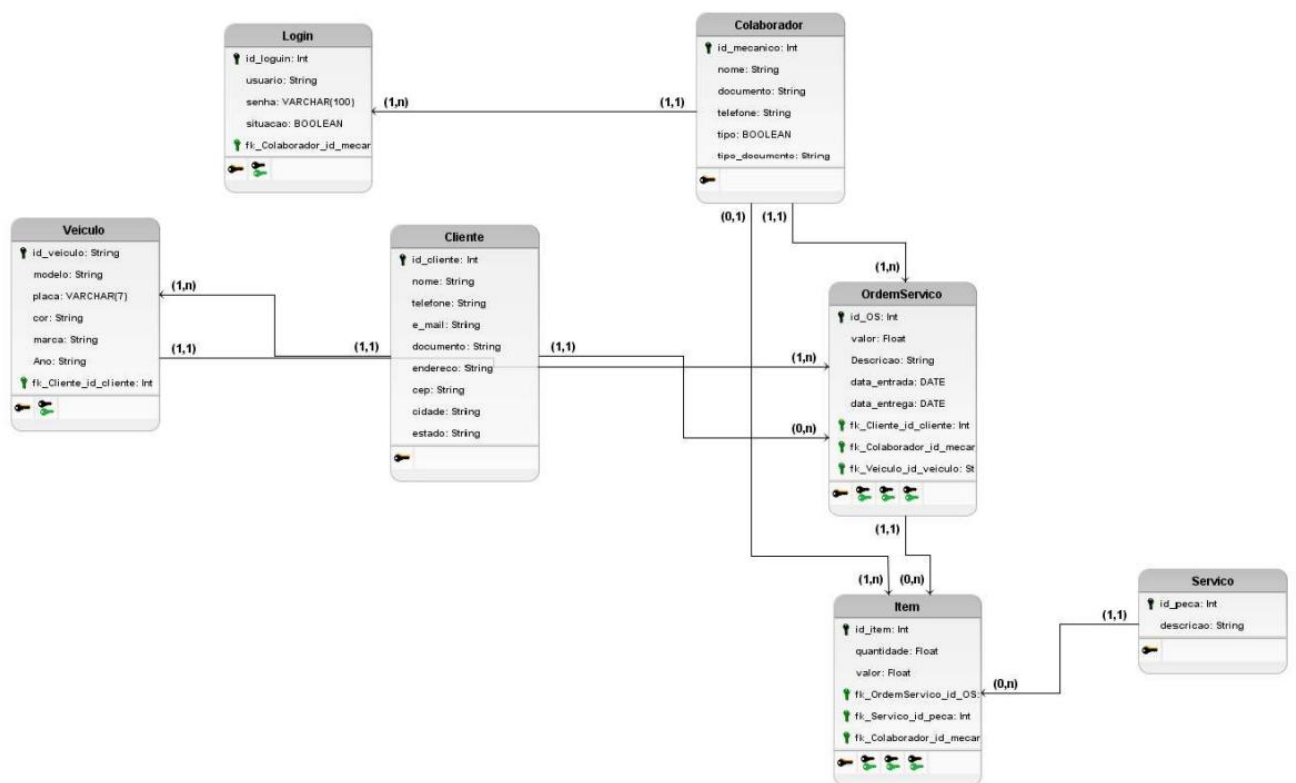 Login
id_loguin: Int
usuario: String
senha: VARCHAR(100)
situacao: BOOLEAN
fk_Colaborador_id_mecar
(1,n)
(1,1)
Colaborador
id_mecanico: Int
nome: String
documento: String
telefone: String
tipo: BOOLEAN
tipo_documento: String
(0,1)
(1,1)
Veiculo
id_veiculo: String
modelo: String
placa: VARCHAR(7)
cor: String
marca: String
Ano: String
fk_Cliente_id_cliente: Int
(1,n)
(1,1)
(1,1)
Cliente
id_cliente: Int
nome: String
telefone: String
e_mail: String
documento: String
endereco: String
cep: String
cidade: String
estado: String
(1,1)
(1,n)
(1,n)
(0,n)
OrdemServico
id_OS: Int
valor: Float
Descricao: String
data_entrada: DATE
data_entrega: DATE
fk_Cliente_id_cliente: Int
fk_Colaborador_id_mecar
fk_Veiculo_id_veiculo: St
(1,1)
(1,n)
(0,n)
Item
id_item: Int
quantidade: Float
valor: Float
fk_OrdemServico_id_OS:
fk_Servico_id_peca: Int
fk_Colaborador_id_mecar
(0,n)
(1,1)
Servico
id_peca: Int
descricao: String